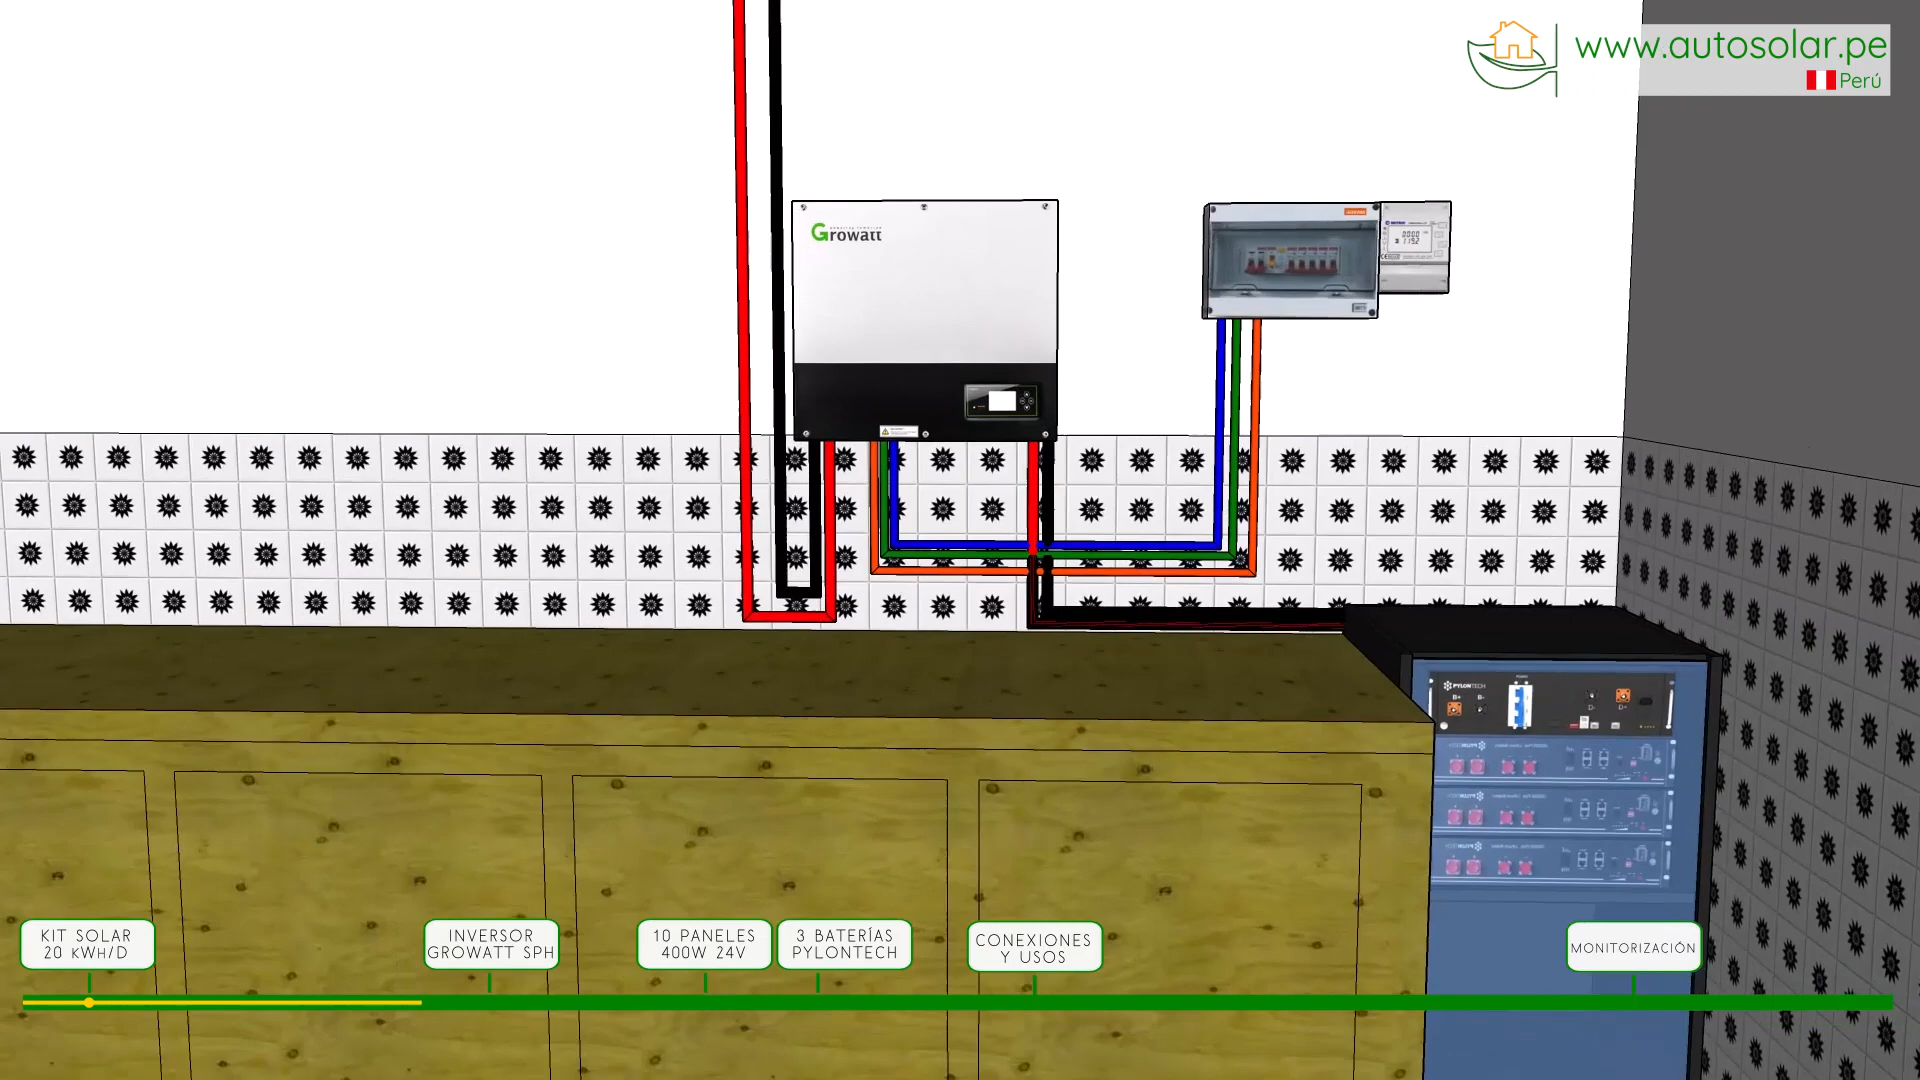 www.autosolar.pe
Perú
Growatt
PYLONTECH
B+ B-
D- D+
KIT SOLAR
20 KWH/D
INVERSOR
GROWATT SPH
10 PANELES
400W 24V
3 BATERÍAS
PYLONTECH
CONEXIONES
Y USOS
MONITORIZACIÓN